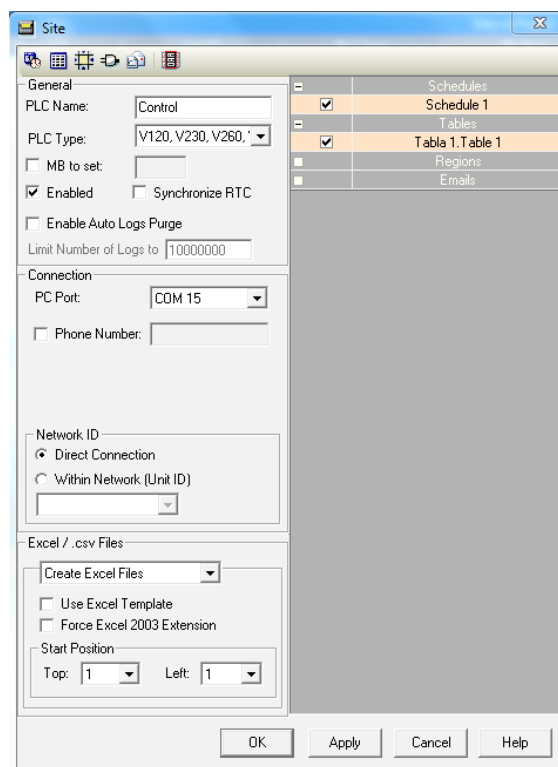 Site
General
PLC Name: Control
PLC Type: V120, V230, V260,
MB to set:
Enabled Synchronize RTC
Enable Auto Logs Purge
Limit Number of Logs to 10000000
Connection
PC Port: COM 15
Phone Number:
Network ID
Direct Connection
Within Network (Unit ID)
Excel / .csv Files
Create Excel Files
Use Excel Template
Force Excel 2003 Extension
Start Position
Top: 1 Left: 1
Schedules
Schedule 1
Tables
Tabla 1.Table 1
Regions
Emails
OK Apply Cancel Help